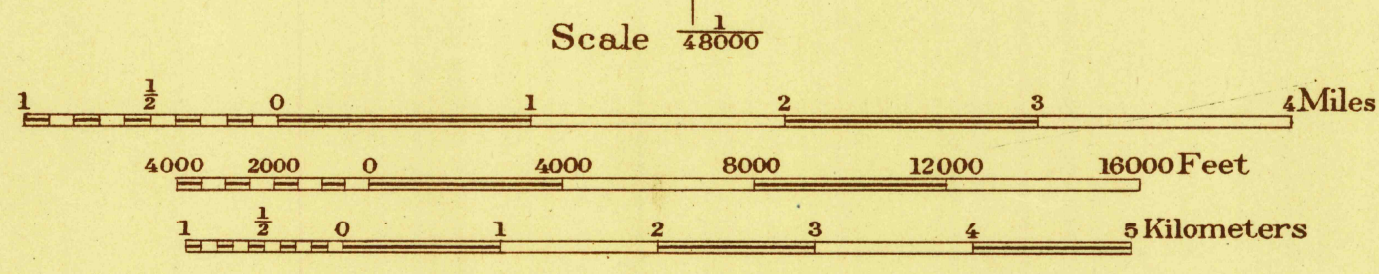 Scale 1/48000
1 1/2 0 1 2 3 4 Miles
4000 2000 0 4000 8000 12000 16000 Feet
1 1/2 0 1 2 3 4 5 Kilometers